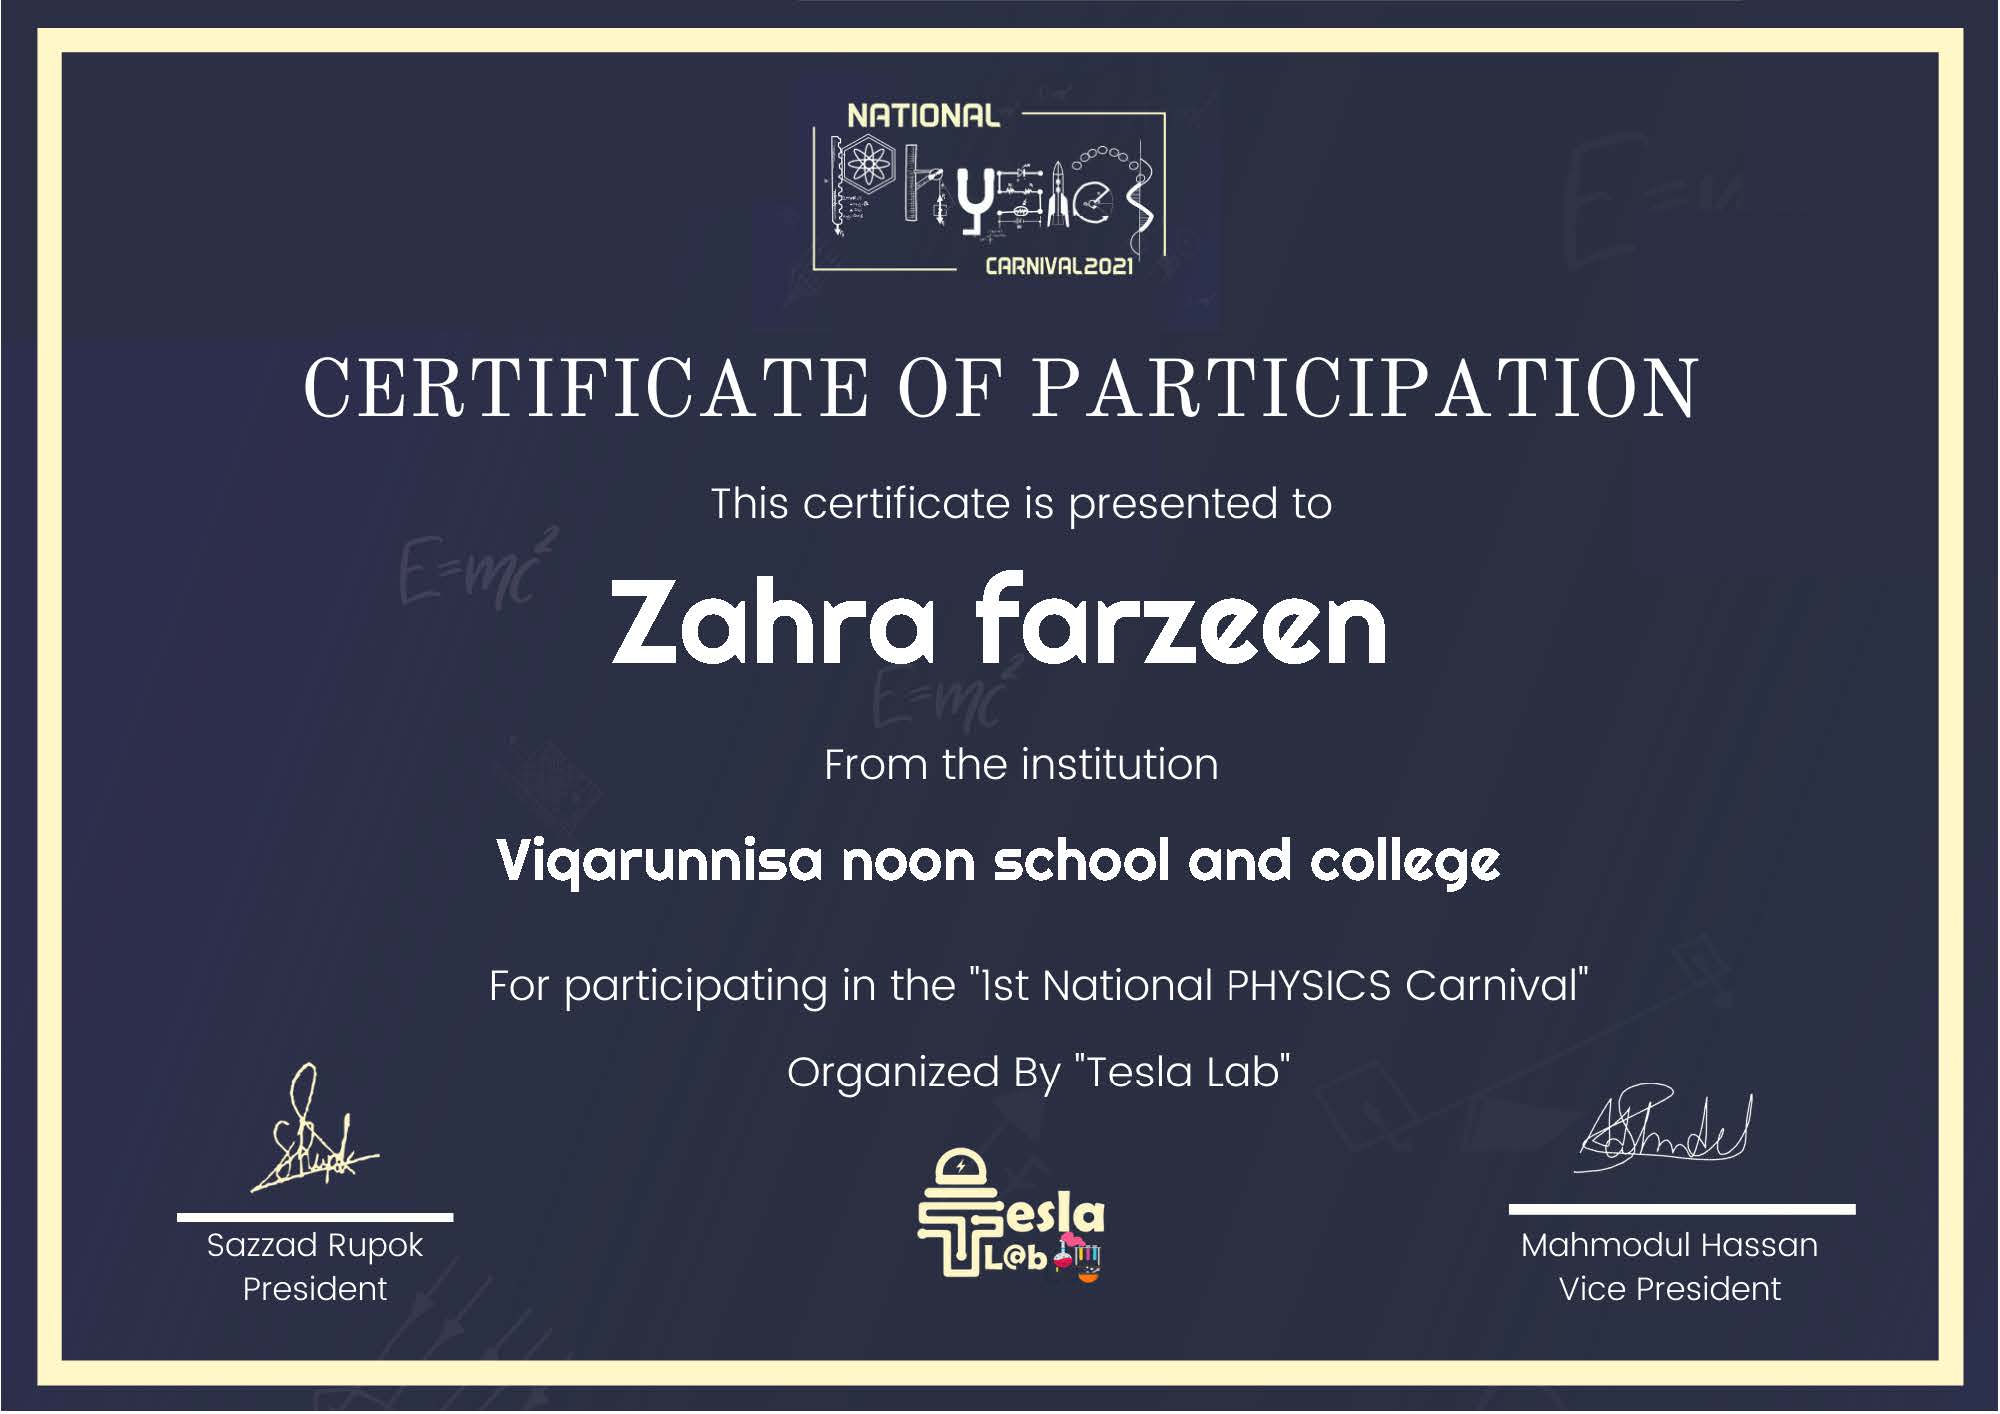 NATIONAL
Physics
CARNIVAL2021
CERTIFICATE OF PARTICIPATION
This certificate is presented to
E=mc²
Zahra farzeen
E=mc²
From the institution
Viqarunnisa noon school and college
For participating in the "1st National PHYSICS Carnival"
Organized By "Tesla Lab"
Tesla
L@b
Sazzad Rupok
President
Mahmodul Hassan
Vice President